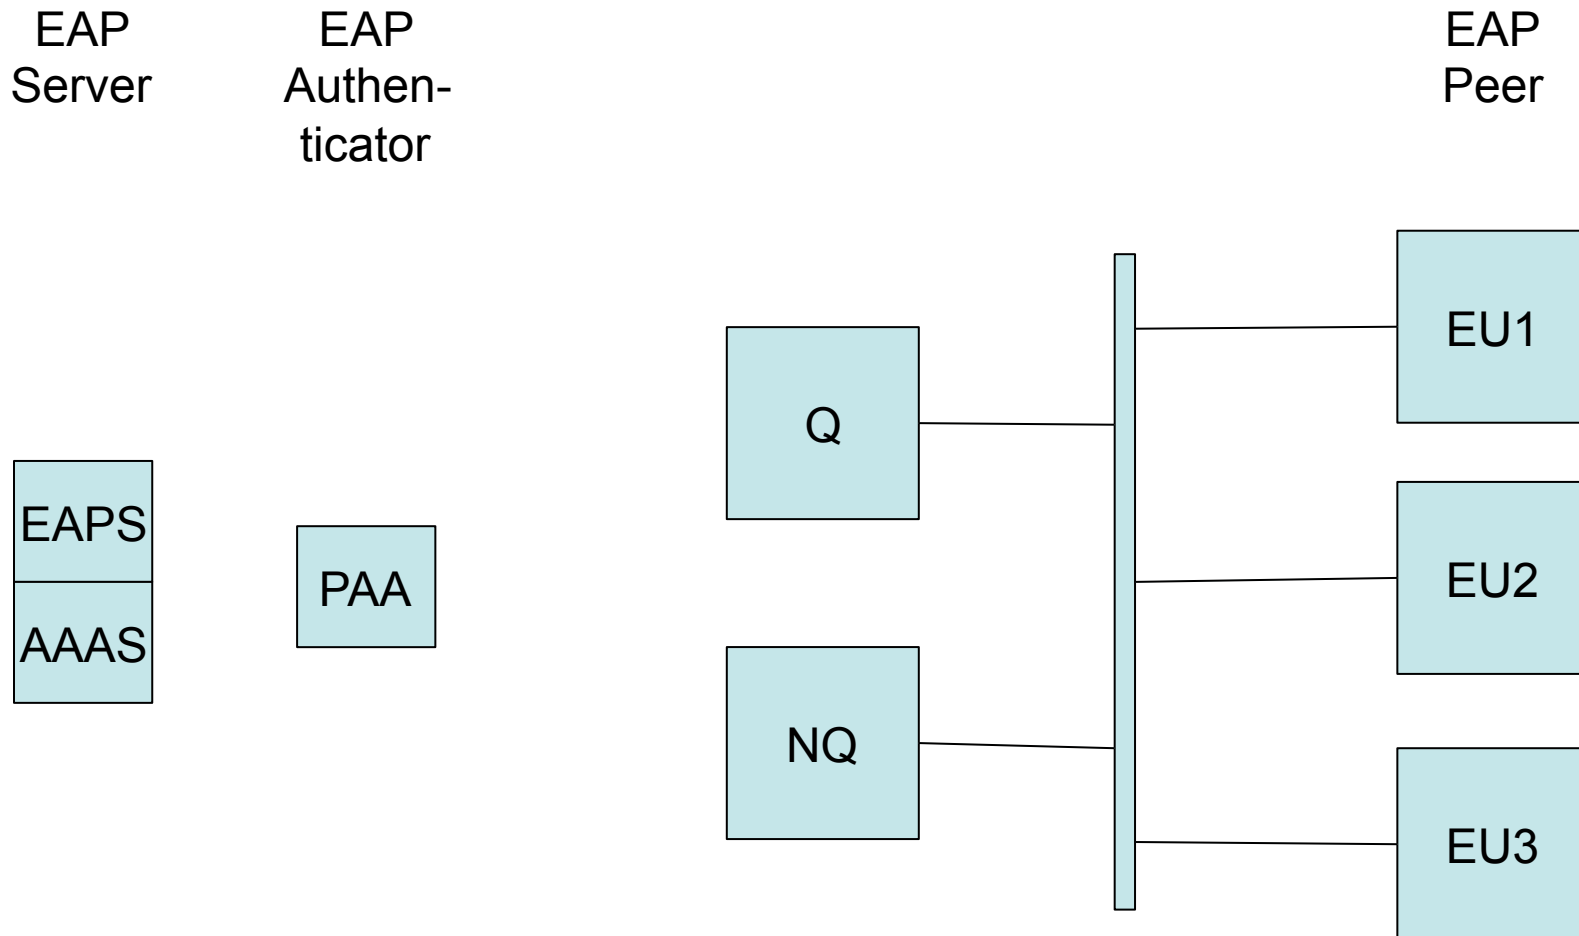 EAP
Server
EAP
Authen-
ticator
EAP
Peer
EU1
Q
EAPS
EU2
PAA
AAAS
NQ
EU3